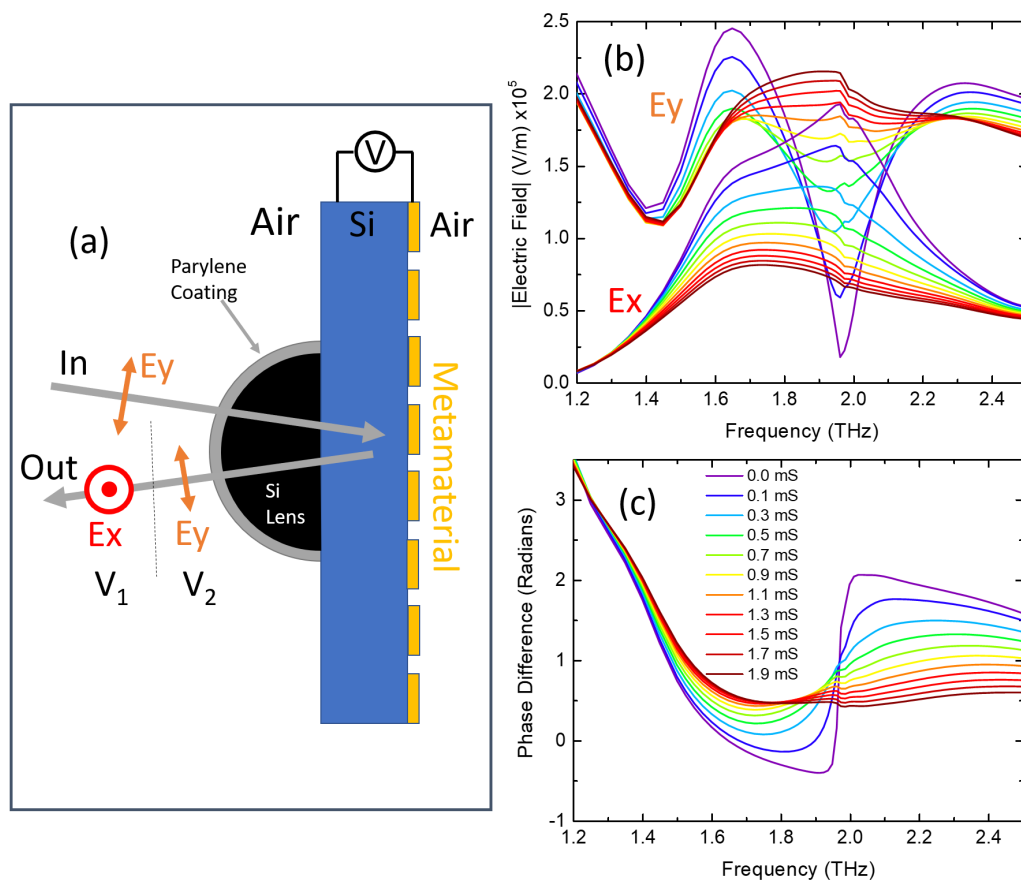 (a)
V
Air
Si
Air
Parylene
Coating
In
Ey
Metamaterial
Out
Si
Lens
Ex
Ey
V1
V2
(b)
|Electric Field| (V/m) x10⁵
2.5
2.0
1.5
1.0
0.5
0.0
Ey
Ex
1.2 1.4 1.6 1.8 2.0 2.2 2.4
Frequency (THz)
(c)
Phase Difference (Radians)
3
2
1
0
-1
0.0 mS
0.1 mS
0.3 mS
0.5 mS
0.7 mS
0.9 mS
1.1 mS
1.3 mS
1.5 mS
1.7 mS
1.9 mS
1.2 1.4 1.6 1.8 2.0 2.2 2.4
Frequency (THz)